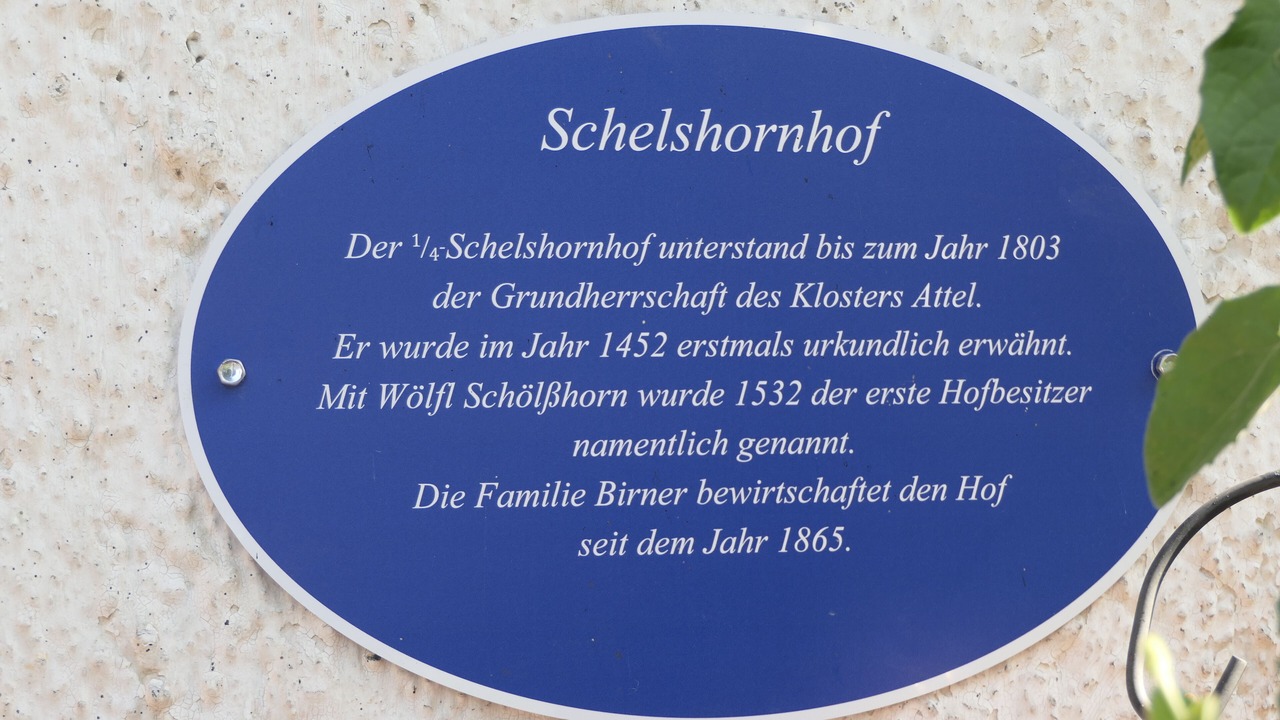 Schelshornhof
Der ¹/₄-Schelshornhof unterstand bis zum Jahr 1803
der Grundherrschaft des Klosters Attel.
Er wurde im Jahr 1452 erstmals urkundlich erwähnt.
Mit Wölfl Schölßhorn wurde 1532 der erste Hofbesitzer
namentlich genannt.
Die Familie Birner bewirtschaftet den Hof
seit dem Jahr 1865.